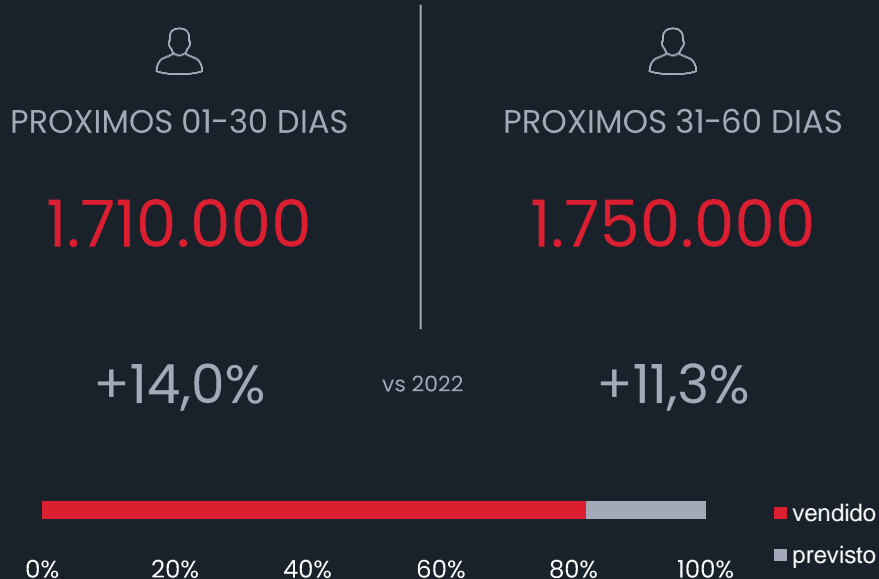 PROXIMOS 01-30 DIAS
PROXIMOS 31-60 DIAS
1.710.000
1.750.000
+14,0%
vs 2022
+11,3%
vendido
previsto
0% 20% 40% 60% 80% 100%